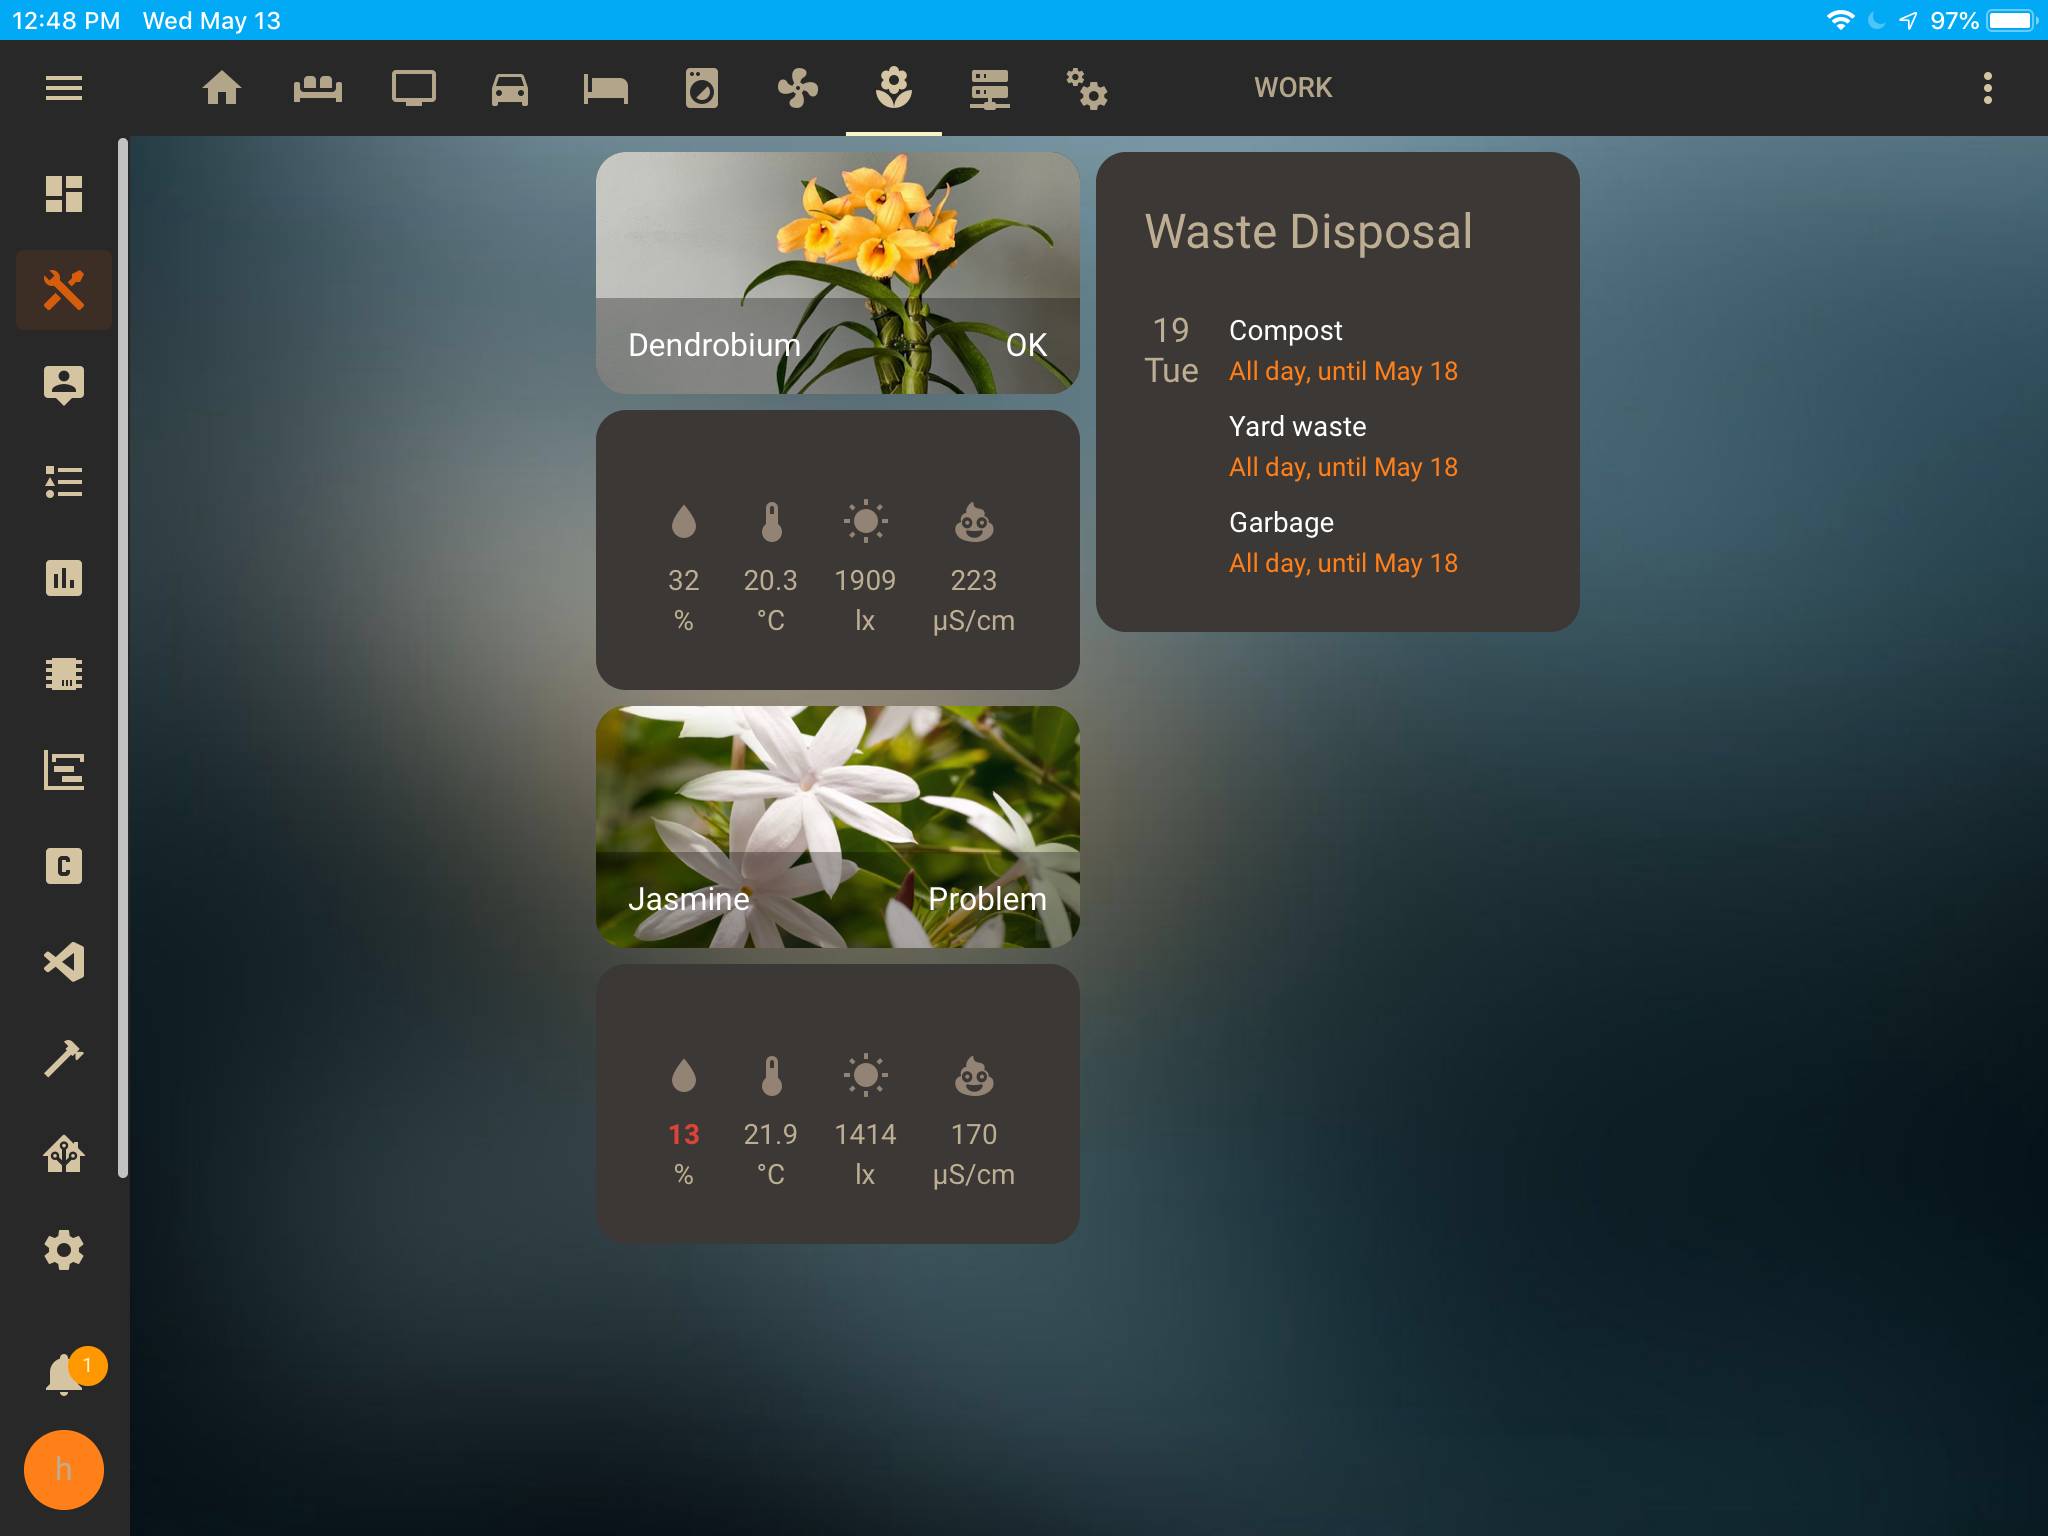 12:48 PM Wed May 13
97%
WORK
Dendrobium OK
32 20.3 1909 223
% °C lx µS/cm
Jasmine Problem
13 21.9 1414 170
% °C lx µS/cm
Waste Disposal
19 Compost
Tue All day, until May 18
Yard waste
All day, until May 18
Garbage
All day, until May 18
C
1
h